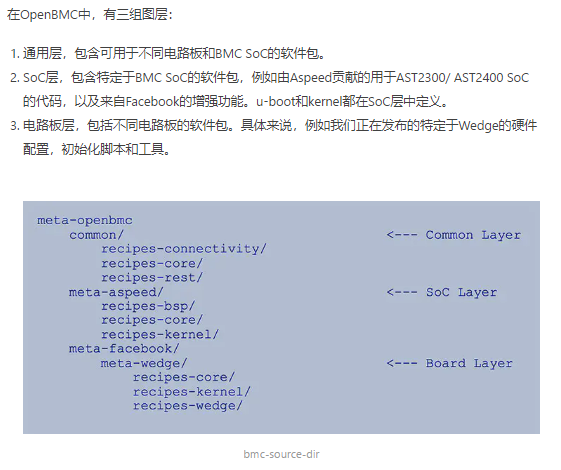 在OpenBMC中，有三组图层：
1. 通用层，包含可用于不同电路板和BMC SoC的软件包。
2. SoC层，包含特定于BMC SoC的软件包，例如由Aspeed贡献的用于AST2300/ AST2400 SoC
的代码，以及来自Facebook的增强功能。u-boot和kernel都在SoC层中定义。
3. 电路板层，包括不同电路板的软件包。具体来说，例如我们正在发布的特定于Wedge的硬件
配置，初始化脚本和工具。
meta-openbmc
common/ <--- Common Layer
recipes-connectivity/
recipes-core/
recipes-rest/
meta-aspeed/ <--- SoC Layer
recipes-bsp/
recipes-core/
recipes-kernel/
meta-facebook/
meta-wedge/ <--- Board Layer
recipes-core/
recipes-kernel/
recipes-wedge/
bmc-source-dir